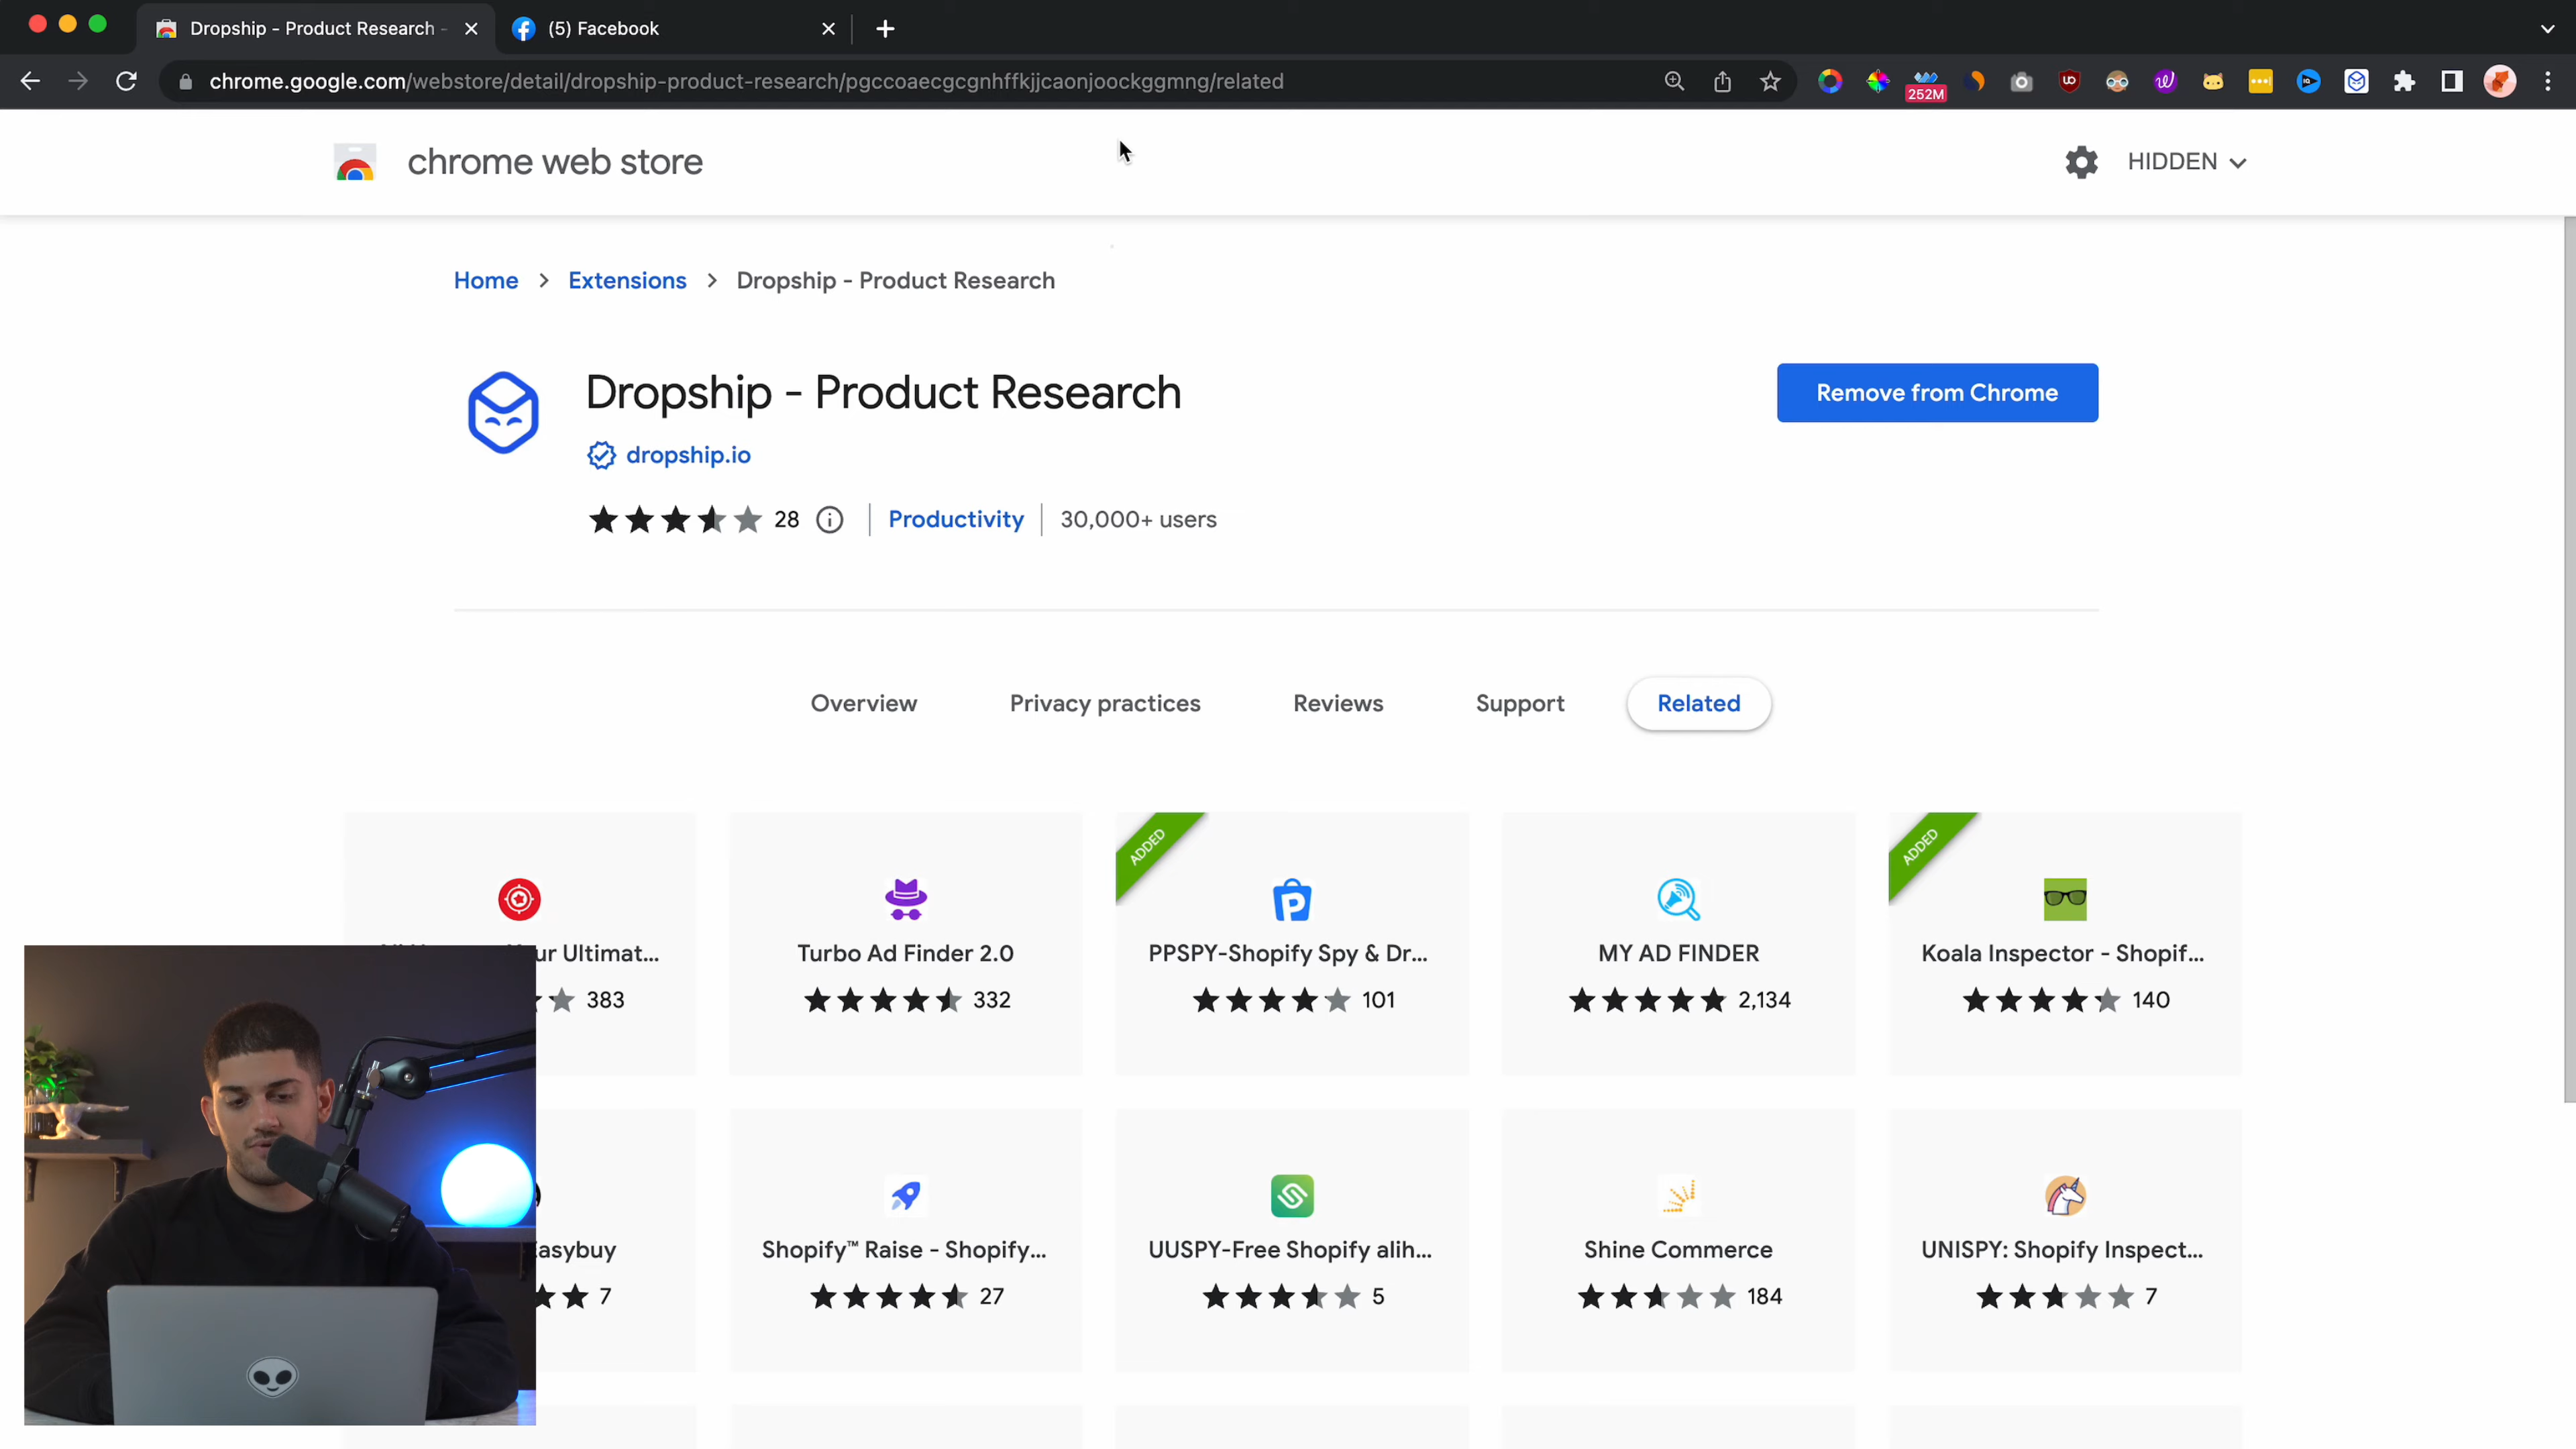 Dropship - Product Research -
(5) Facebook
chrome.google.com/webstore/detail/dropship-product-research/pgccoaecgcgnhffkjjcaonjoockggmng/related
252M
chrome web store
HIDDEN
Home > Extensions > Dropship - Product Research
Dropship - Product Research
Remove from Chrome
dropship.io
28
Productivity
30,000+ users
Overview
Privacy practices
Reviews
Support
Related
ur Ultimat...
383
Turbo Ad Finder 2.0
332
ADDED
PPSPY-Shopify Spy & Dr...
101
MY AD FINDER
2,134
ADDED
Koala Inspector - Shopif...
140
asybuy
7
Shopify™ Raise - Shopify...
27
UUSPY-Free Shopify alih...
5
Shine Commerce
184
UNISPY: Shopify Inspect...
7